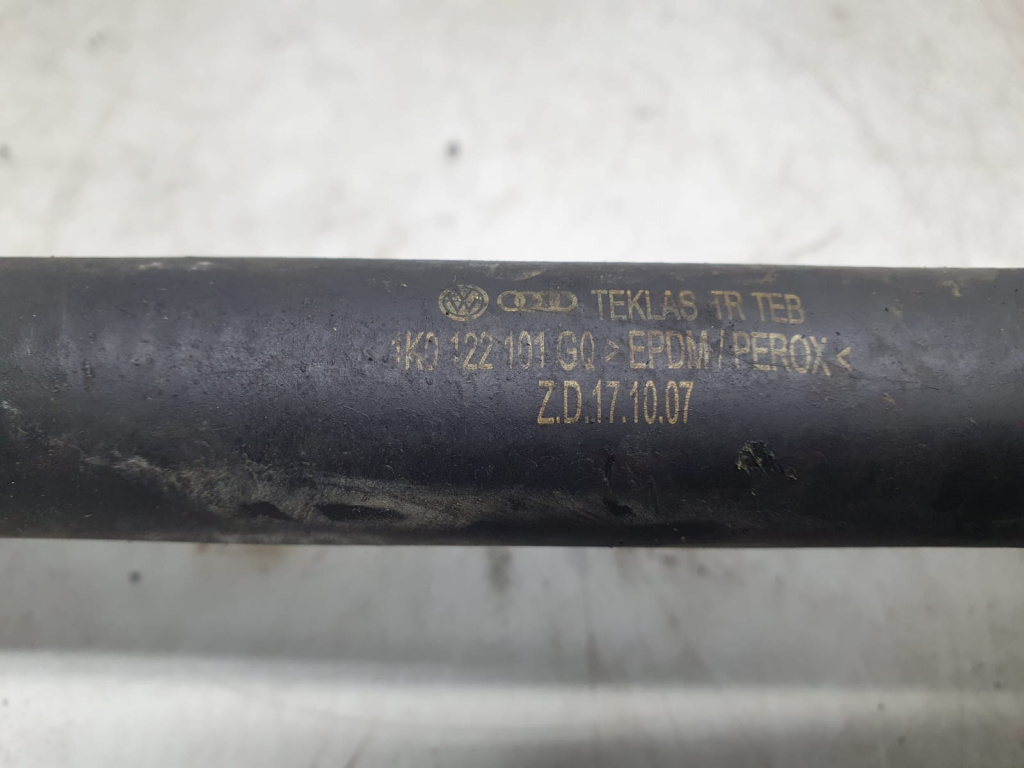 TEKLAS TR TEB
1K0 122 101 GQ >EPDM/PEROX<
Z.D.17.10.07